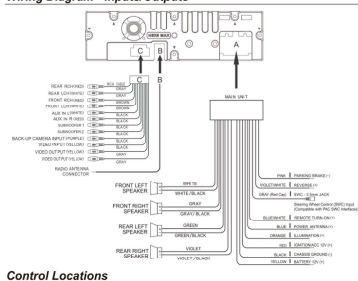 Wiring Diagram - Inputs/Outputs
A
C
B
C
B
RCA CABLE
REAR RCH(RED)
GRAY
REAR LCH(WHITE)
GRAY
FRONT RCH(RED)
BROWN
FRONT LCH(WHITE)
BROWN
AUX IN L(WHITE)
BLACK
AUX IN R(RED)
BLACK
SUBWOOFER 1
BLACK
SUBWOOFER 2
BLACK
BACK-UP CAMERA INPUT (YELLOW)
BLACK
VIDEO INPUT (YELLOW)
BLACK
VIDEO OUTPUT (YELLOW)
GRAY
VIDEO OUTPUT (YELLOW)
GRAY
RADIO ANTENNA
CONNECTOR
MAIN UNIT
FRONT LEFT
SPEAKER
WHITE
WHITE/BLACK
FRONT RIGHT
SPEAKER
GRAY
GRAY/ BLACK
REAR LEFT
SPEAKER
GREEN
GREEN/BLACK
REAR RIGHT
SPEAKER
VIOLET
VIOLET /BLACK
PINK PARKING BRAKE (-)
VIOLET/WHITE REVERSE (+)
GRAY (Red Cap) SWC - 3.5mm JACK
Steering Wheel Control (SWC) Input
(Compatible with PAC SWC Interface)
BLUE/WHITE REMOTE TURN-ON (+)
BLUE POWER ANTENNA (+)
ORANGE ILLUMINATION (+)
RED IGNITION/ACC 12V (+)
BLACK CHASSIS GROUND (-)
YELLOW BATTERY 12V (+)
Control Locations